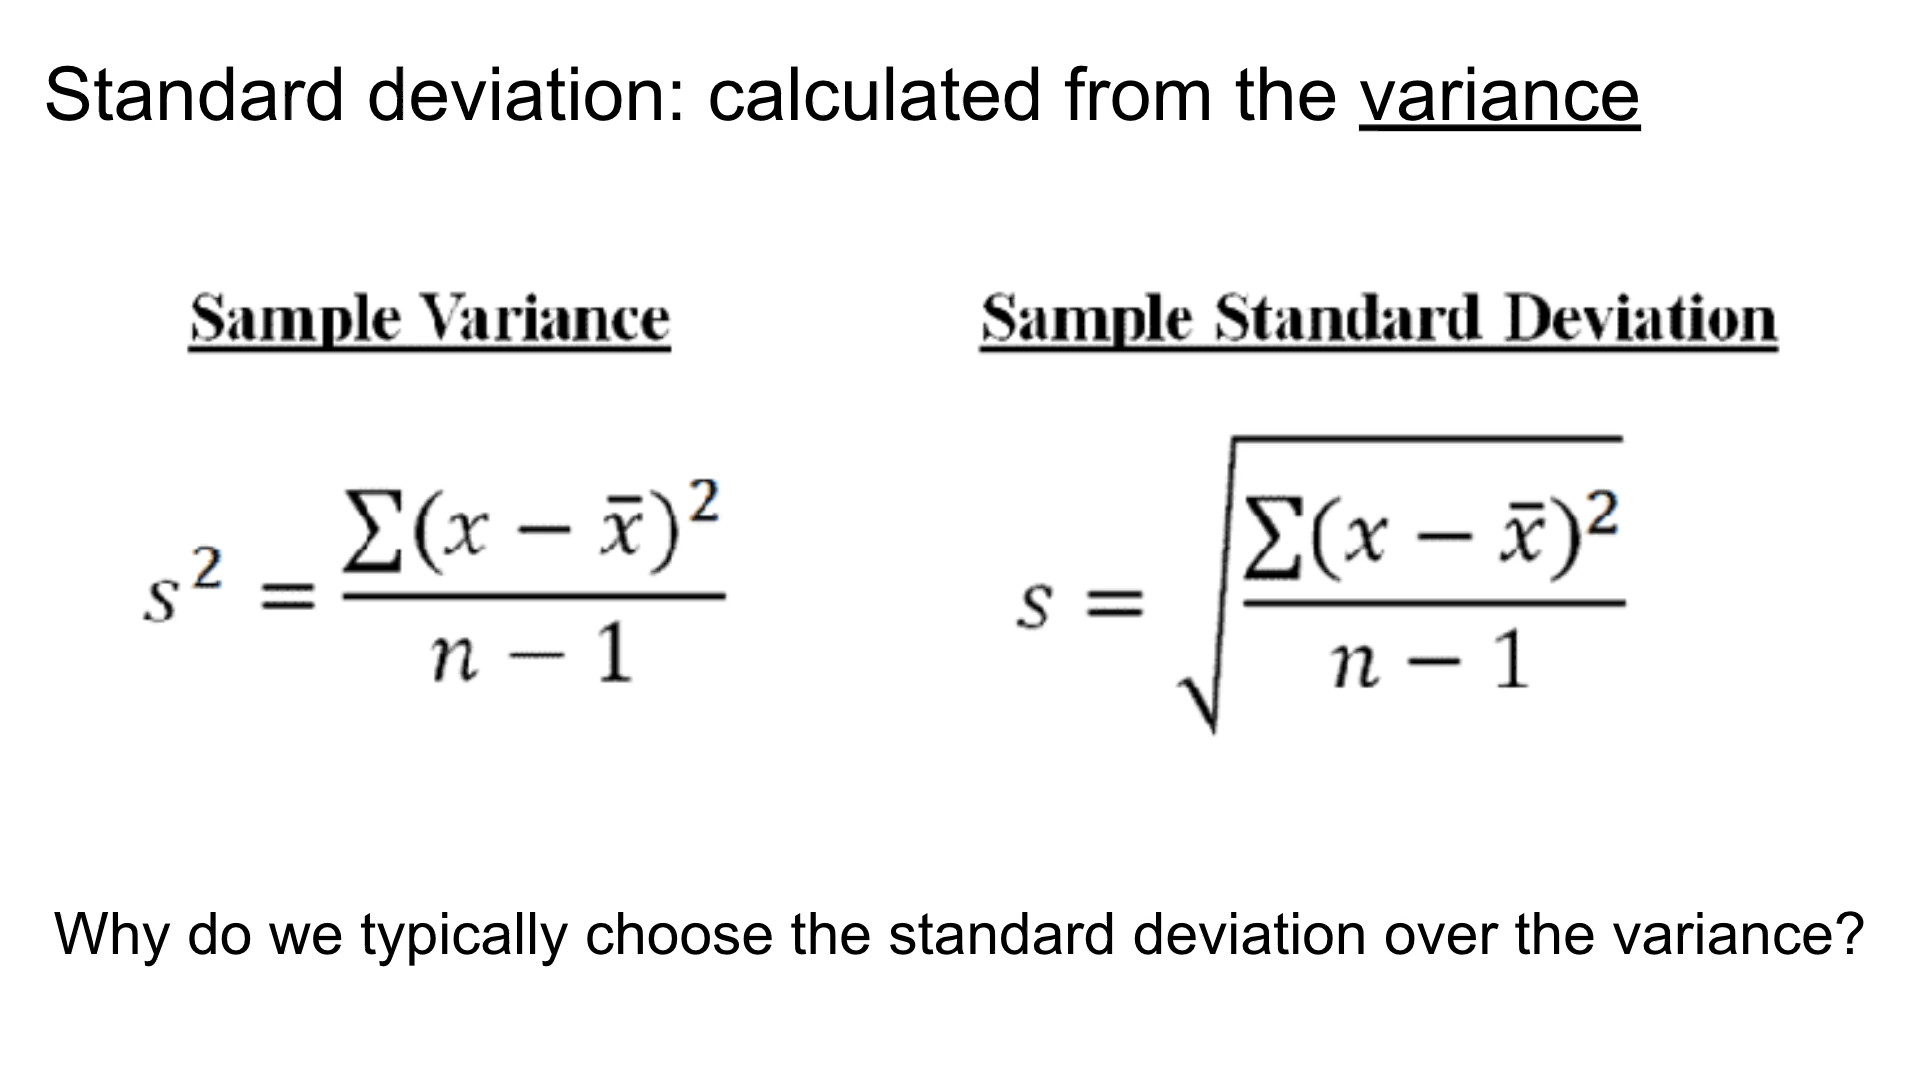 Standard deviation: calculated from the variance
Sample Variance
s² = ∑(x − x̄)² / n − 1
Sample Standard Deviation
s = √(∑(x − x̄)² / n − 1)
Why do we typically choose the standard deviation over the variance?